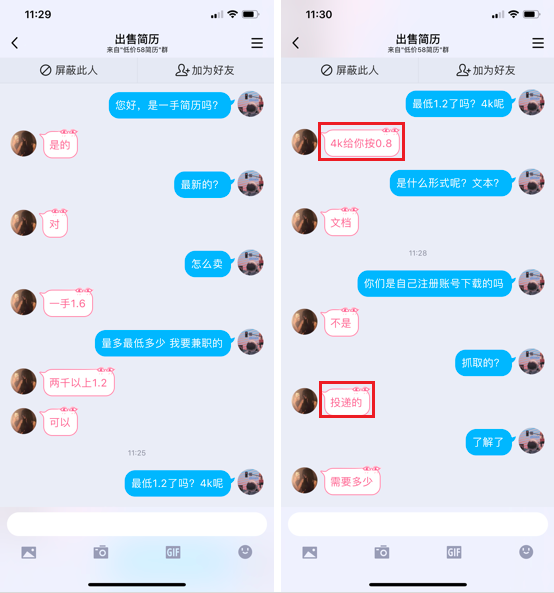 11:29
出售简历
来自"低价58简历"群
屏蔽此人
加为好友
您好，是一手简历吗？
是的
最新的？
对
怎么卖
一手1.6
量多最低多少 我要兼职的
两千以上1.2
可以
11:25
最低1.2了吗？4k呢
GIF
11:30
出售简历
来自"低价58简历"群
屏蔽此人
加为好友
最低1.2了吗？4k呢
4k给你按0.8
是什么形式呢？文本？
文档
11:28
你们是自己注册账号下载的吗
不是
抓取的？
投递的
了解了
需要多少
GIF